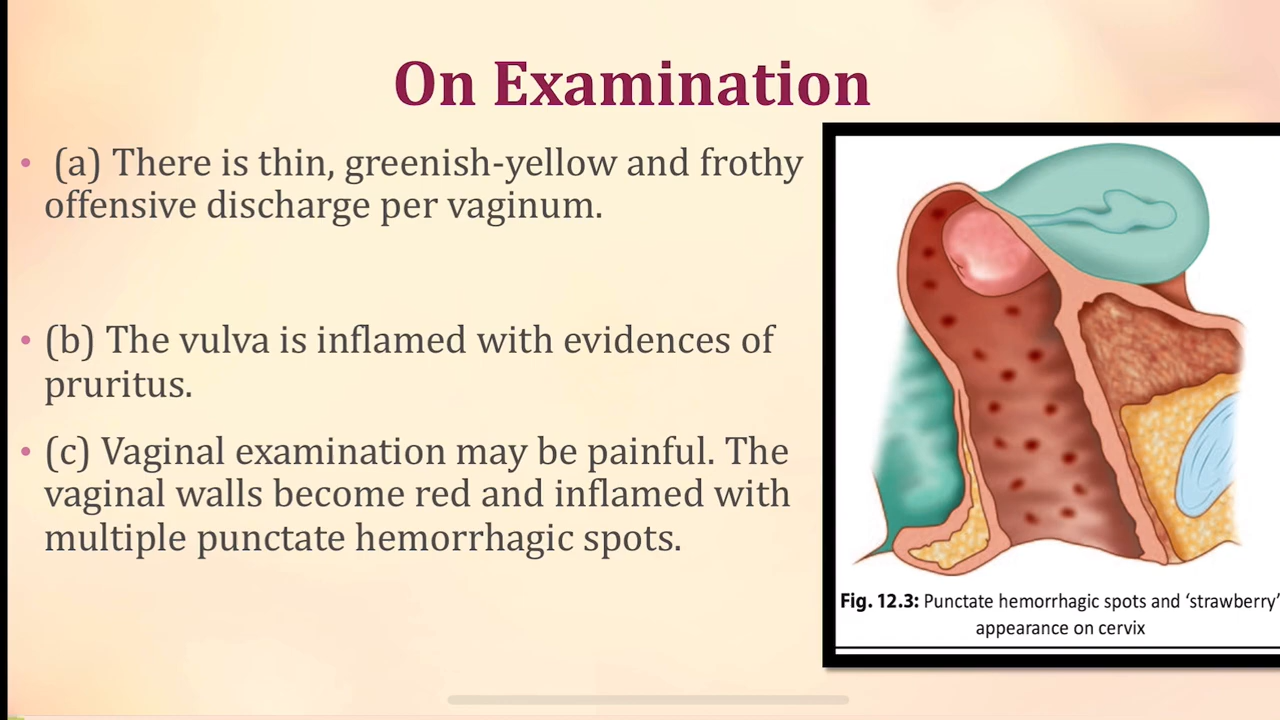 On Examination
• (a) There is thin, greenish-yellow and frothy
offensive discharge per vaginum.
• (b) The vulva is inflamed with evidences of
pruritus.
• (c) Vaginal examination may be painful. The
vaginal walls become red and inflamed with
multiple punctate hemorrhagic spots.
Fig. 12.3: Punctate hemorrhagic spots and ‘strawberry’
appearance on cervix